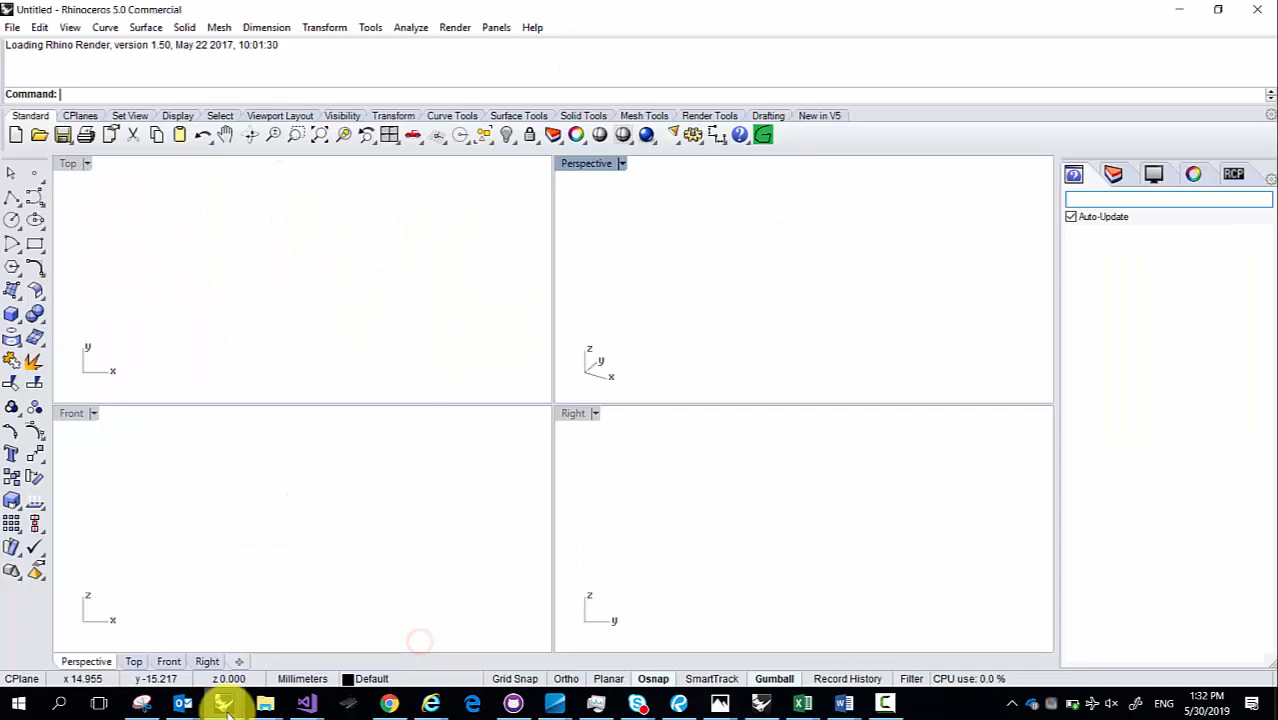 Untitled - Rhinoceros 5.0 Commercial
File Edit View Curve Surface Solid Mesh Dimension Transform Tools Analyze Render Panels Help
Loading Rhino Render, version 1.50, May 22 2017, 10:01:30
Command:
Standard CPlanes Set View Display Select Viewport Layout Visibility Transform Curve Tools Surface Tools Solid Tools Mesh Tools Render Tools Drafting New in V5
Top
Perspective
RCP
Auto-Update
y
x
z
y
x
Front
Right
z
x
z
y
Perspective Top Front Right
CPlane x 14.955 y -15.217 z 0.000 Millimeters Default Grid Snap Ortho Planar Osnap SmartTrack Gumball Record History Filter CPU use: 0.0 %
ENG
1:32 PM
5/30/2019